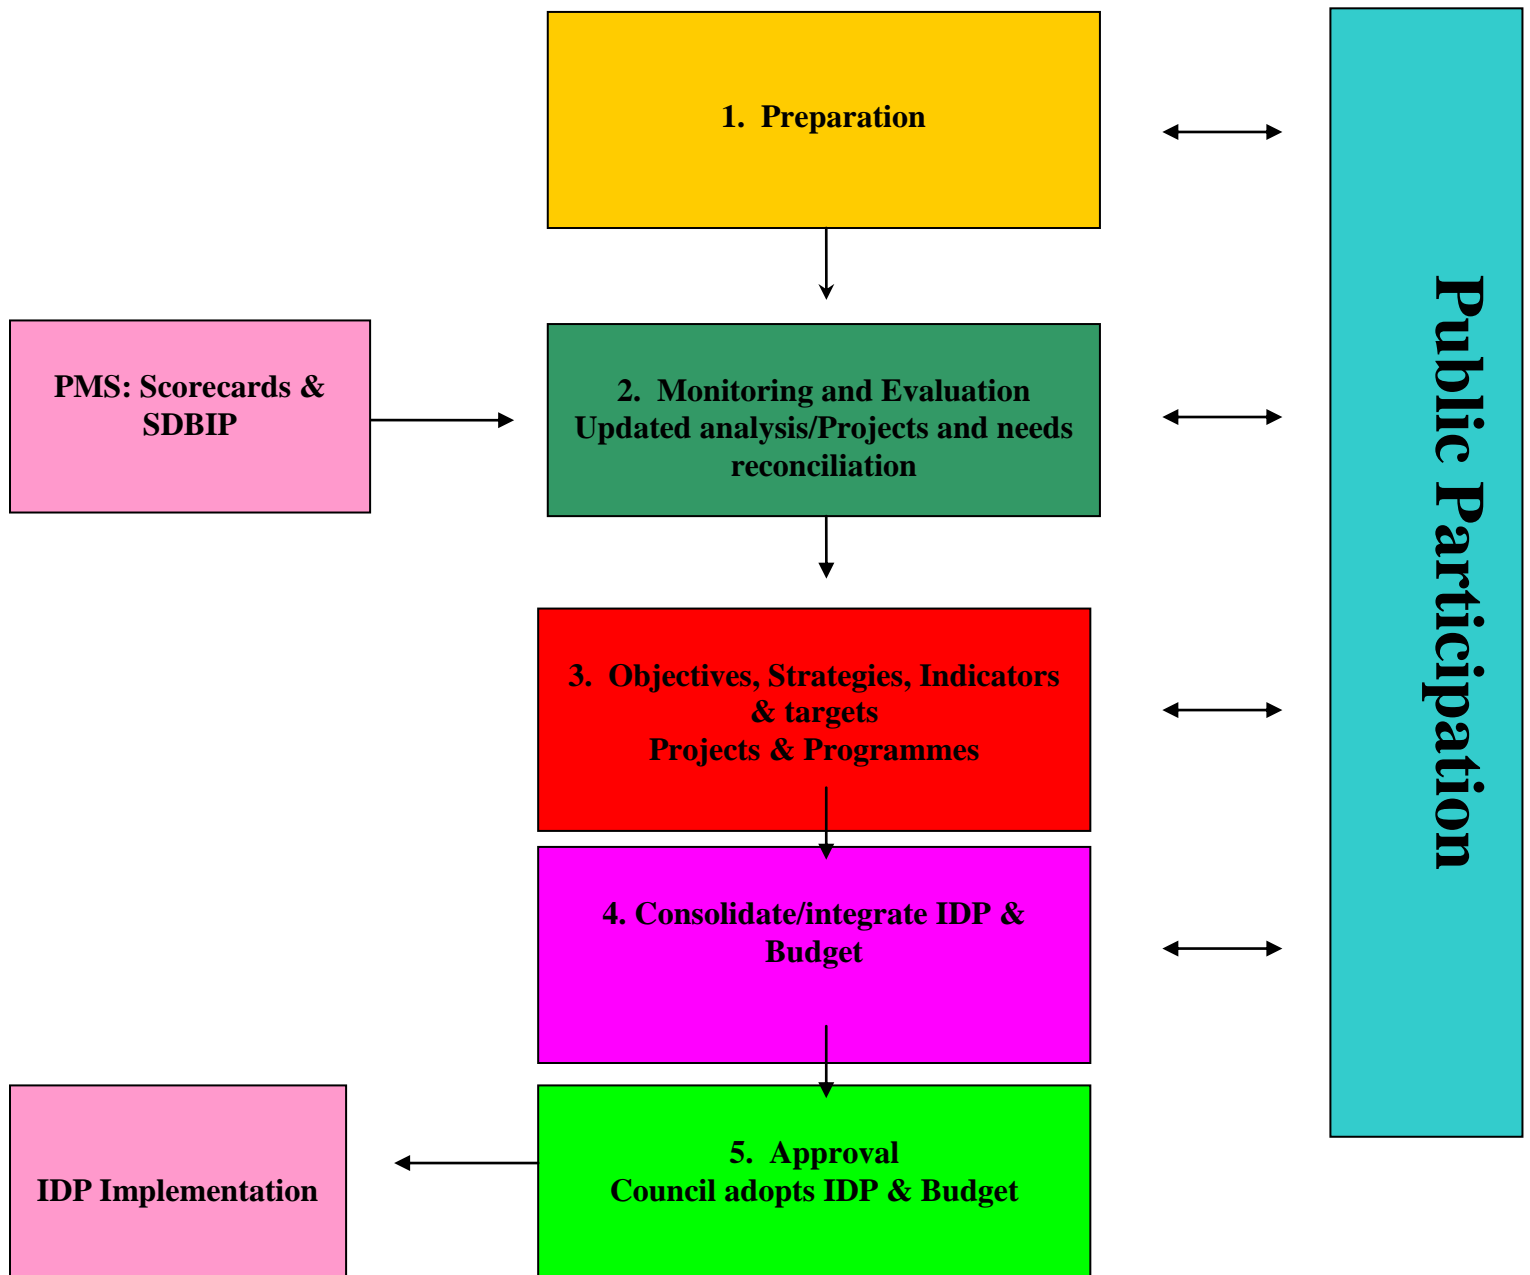 1. Preparation
PMS: Scorecards &
SDBIP
2. Monitoring and Evaluation
Updated analysis/Projects and needs
reconciliation
3. Objectives, Strategies, Indicators
& targets
Projects & Programmes
4. Consolidate/integrate IDP &
Budget
5. Approval
Council adopts IDP & Budget
IDP Implementation
Public Participation